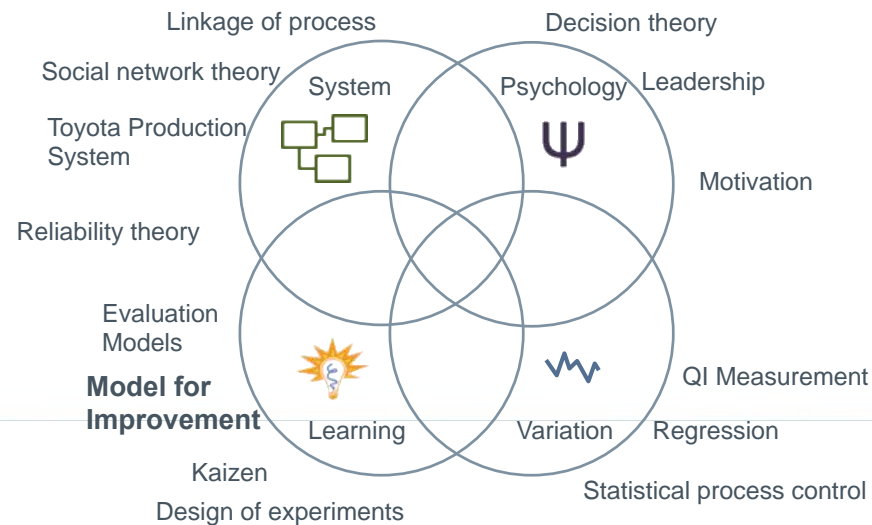 Linkage of process
Decision theory
Social network theory
System
Psychology
Leadership
Toyota Production
System
Ψ
Motivation
Reliability theory
Evaluation
Models
Model for
Improvement
QI Measurement
Learning
Variation
Regression
Kaizen
Statistical process control
Design of experiments